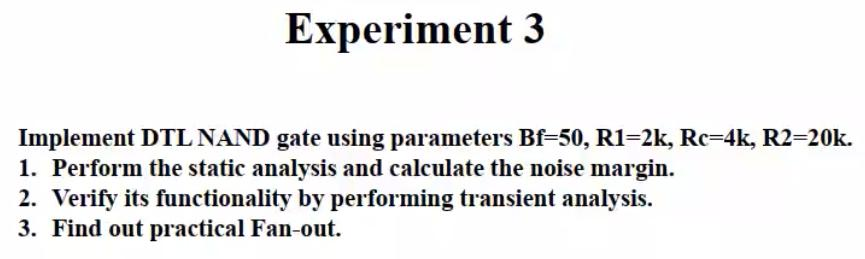 Experiment 3
Implement DTL NAND gate using parameters Bf=50, R1=2k, Rc=4k, R2=20k.
1. Perform the static analysis and calculate the noise margin.
2. Verify its functionality by performing transient analysis.
3. Find out practical Fan-out.